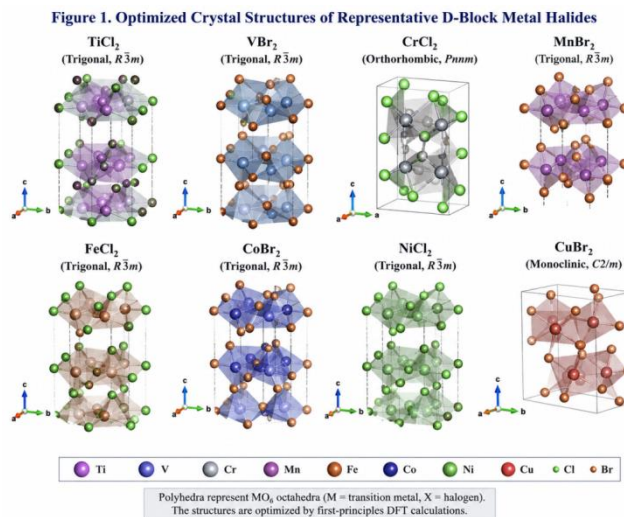 Figure 1. Optimized Crystal Structures of Representative D-Block Metal Halides
TiCl₂
(Trigonal, R3̅m)
VBr₂
(Trigonal, R3̅m)
CrCl₂
(Orthorhombic, Pnnm)
MnBr₂
(Trigonal, R3̅m)
c
a
b
c
a
b
c
a
b
c
a
b
FeCl₂
(Trigonal, R3̅m)
CoBr₂
(Trigonal, R3̅m)
NiCl₂
(Trigonal, R3̅m)
CuBr₂
(Monoclinic, C2/m)
c
a
b
c
a
b
c
a
b
c
a
b
Ti V Cr Mn Fe Co Ni Cu Cl Br
Polyhedra represent MO₆ octahedra (M = transition metal, X = halogen).
The structures are optimized by first-principles DFT calculations.